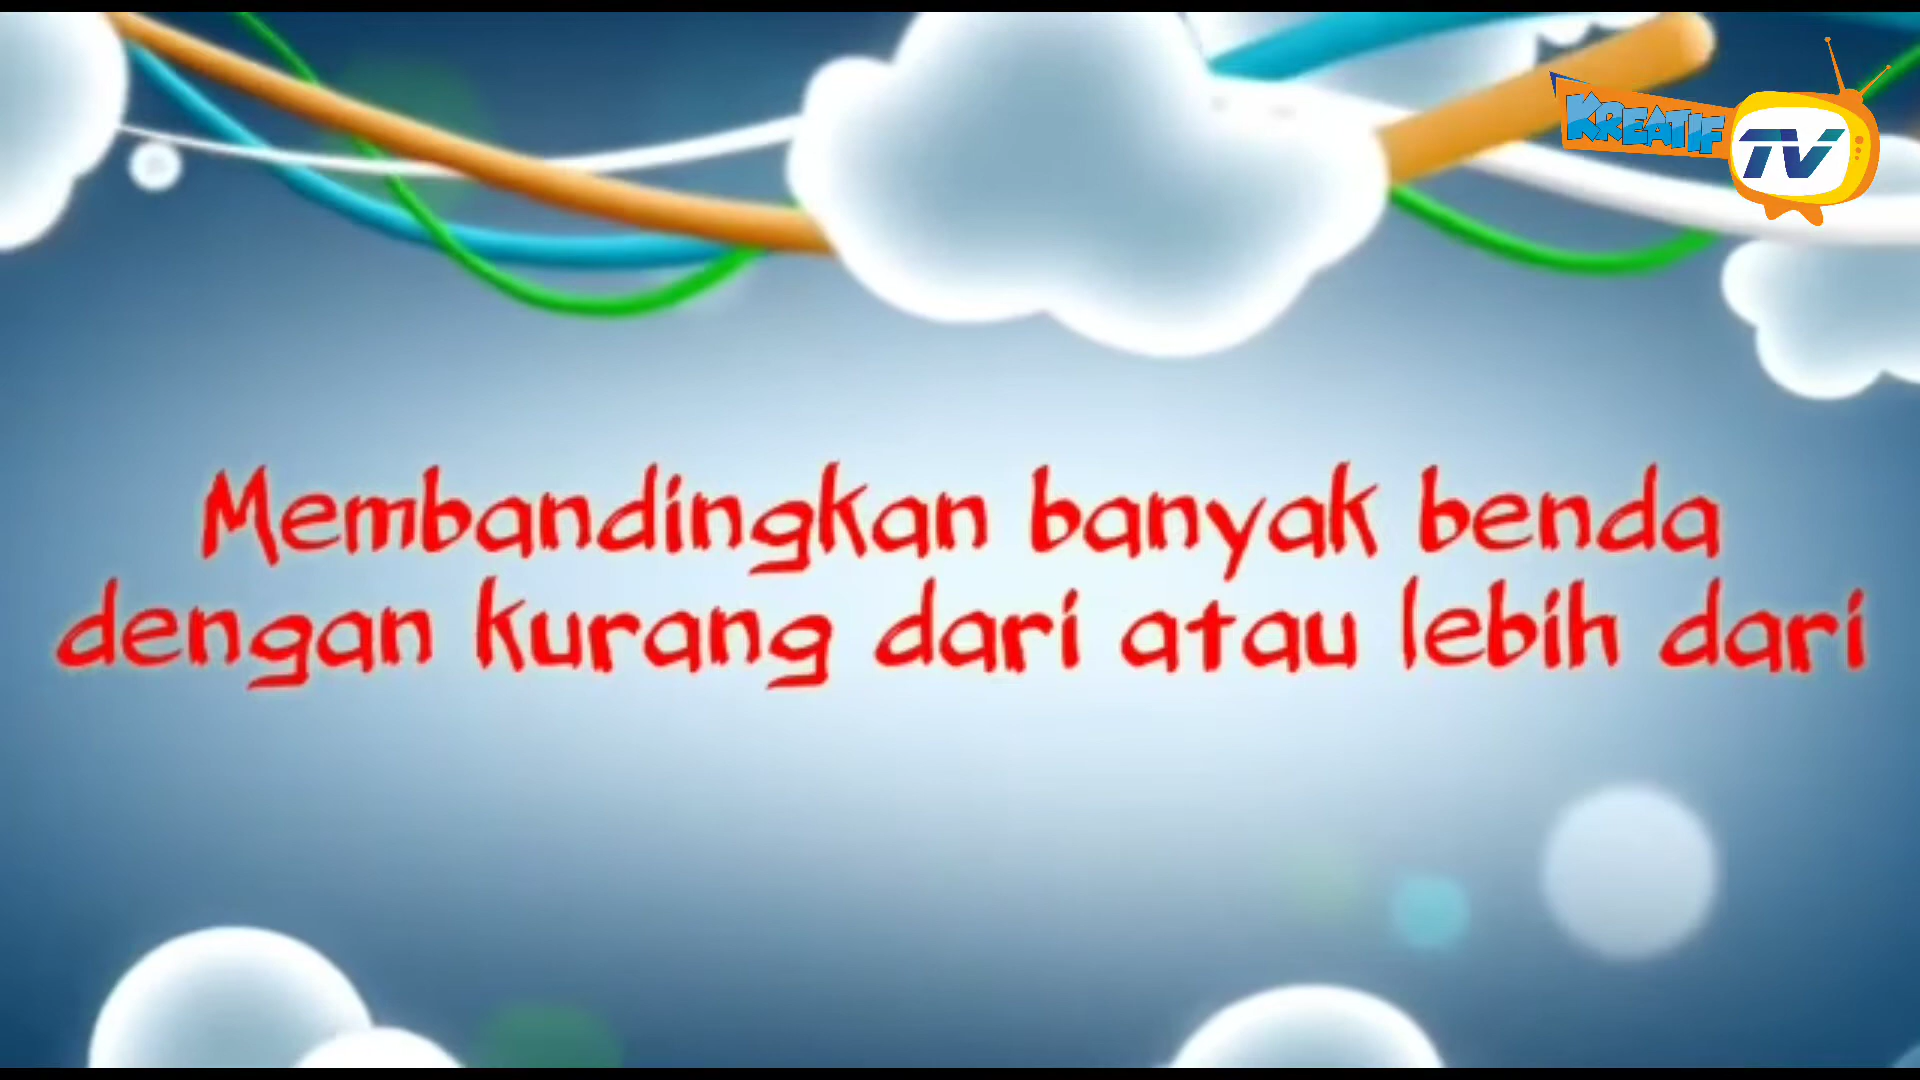 KREATIF
TV
Membandingkan banyak benda
dengan kurang dari atau lebih dari